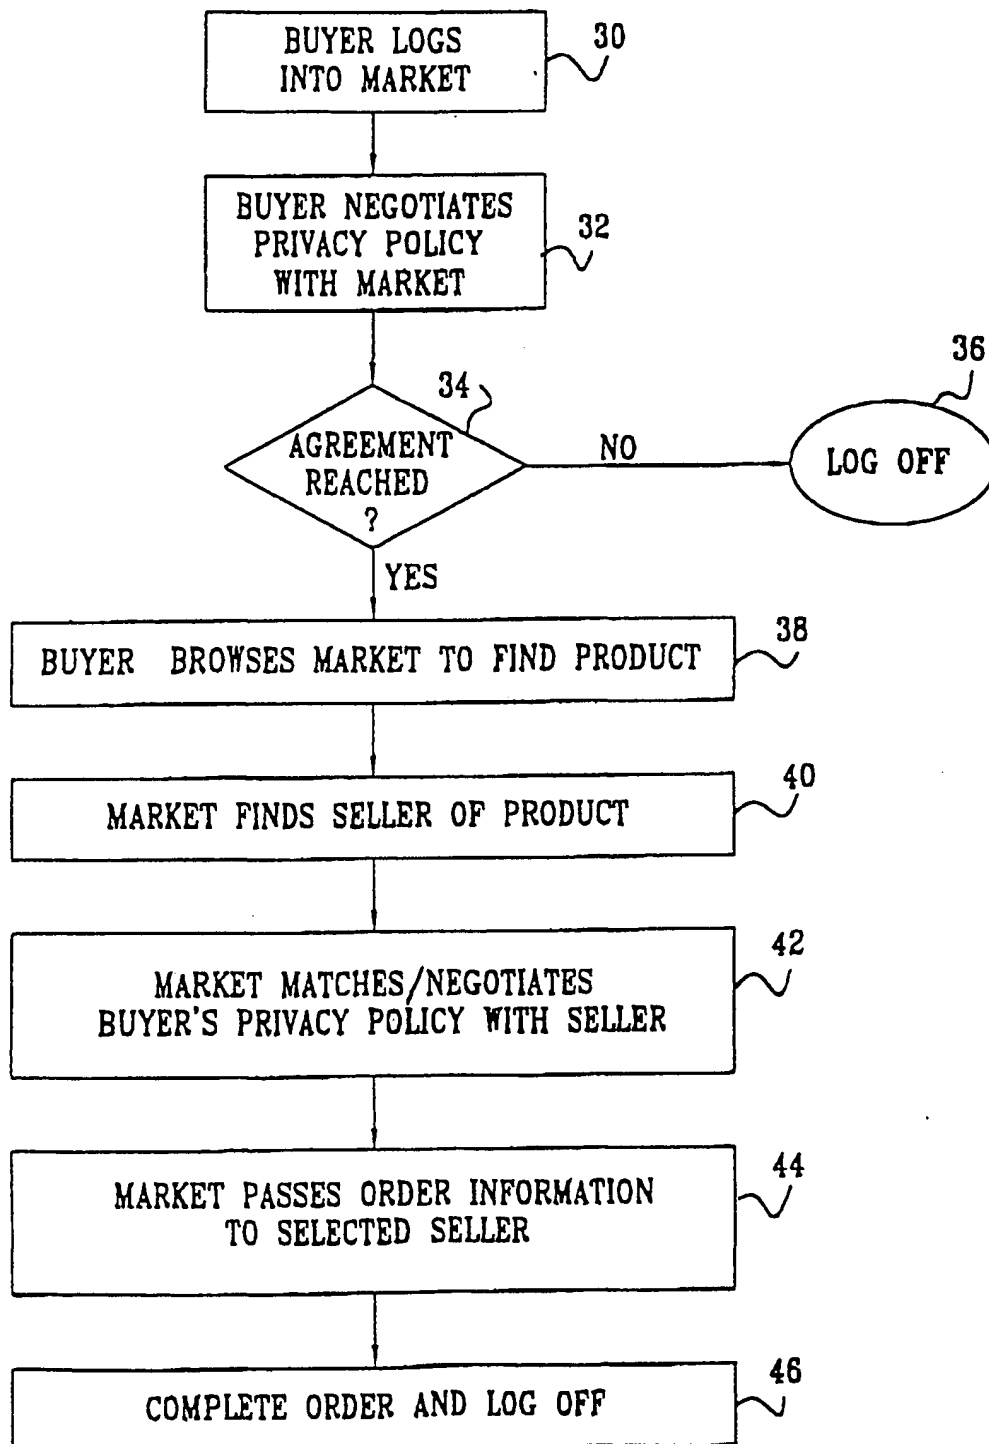 BUYER LOGS
INTO MARKET
30
BUYER NEGOTIATES
PRIVACY POLICY
WITH MARKET
32
34
AGREEMENT
REACHED
?
NO
36
LOG OFF
YES
BUYER BROWSES MARKET TO FIND PRODUCT
38
MARKET FINDS SELLER OF PRODUCT
40
MARKET MATCHES/NEGOTIATES
BUYER'S PRIVACY POLICY WITH SELLER
42
MARKET PASSES ORDER INFORMATION
TO SELECTED SELLER
44
COMPLETE ORDER AND LOG OFF
46